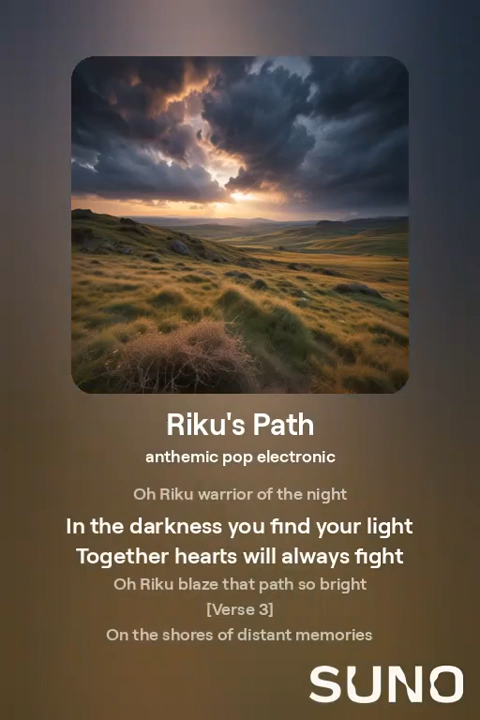 Riku's Path
anthemic pop electronic
Oh Riku warrior of the night
In the darkness you find your light
Together hearts will always fight
Oh Riku blaze that path so bright
[Verse 3]
On the shores of distant memories
SUNO